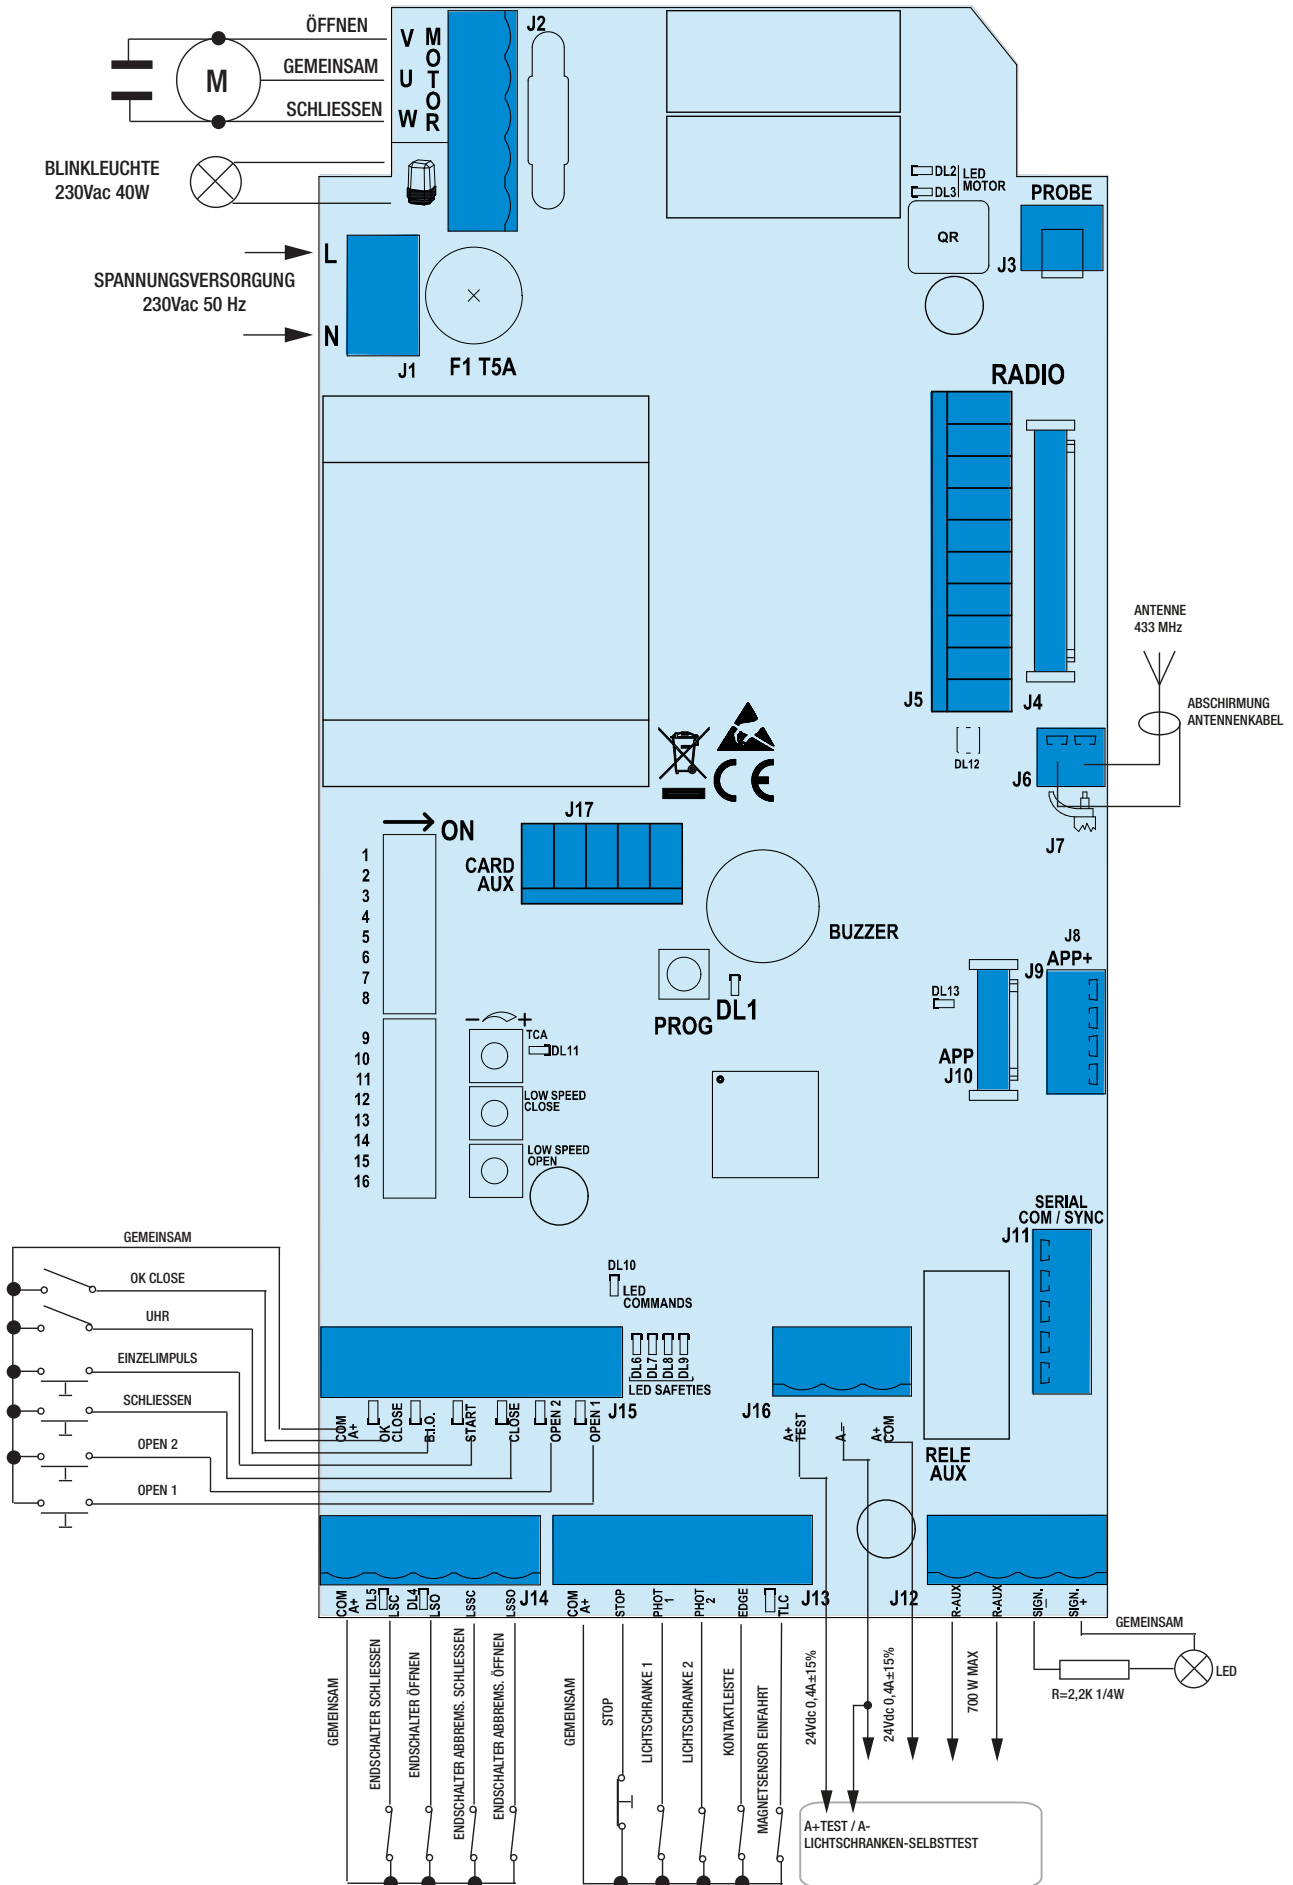 ÖFFNEN
GEMEINSAM
SCHLIESSEN
M
V
U
W
MOTOR
J2
BLINKLEUCHTE
230Vac 40W
L
SPANNUNGSVERSORGUNG
230Vac 50 Hz
N
J1
F1 T5A
DL2
DL3
LED
MOTOR
PROBE
QR
J3
RADIO
J5
J4
DL12
ANTENNE
433 MHz
ABSCHIRMUNG
ANTENNENKABEL
J6
J7
CE
J17
ON
CARD
AUX
1
2
3
4
5
6
7
8
9
10
11
12
13
14
15
16
BUZZER
PROG
DL1
J8
APP+
J9
DL13
APP
J10
− +
TCA
DL11
LOW SPEED
CLOSE
LOW SPEED
OPEN
SERIAL
COM / SYNC
J11
GEMEINSAM
OK CLOSE
UHR
EINZELIMPULS
SCHLIESSEN
OPEN 2
OPEN 1
DL10
LED
COMMANDS
DL6
DL7
DL8
DL9
LED SAFETIES
J15
COM
A+
OK
CLOSE
B.I.O.
START
CLOSE
OPEN 2
OPEN 1
J16
A+
TEST
A−
A+
COM
RELE
AUX
COM
A+
DL5
LSC
DL4
LSO
LSSC
LSSO
J14
COM
A+
STOP
PHOT
1
PHOT
2
EDGE
TLC
J13
J12
R-AUX
R-AUX
SIGN.
−
SIGN.
+
GEMEINSAM
ENDSCHALTER SCHLIESSEN
ENDSCHALTER ÖFFNEN
ENDSCHALTER ABBREMS. SCHLIESSEN
ENDSCHALTER ABBREMS. ÖFFNEN
GEMEINSAM
STOP
LICHTSCHRANKE 1
LICHTSCHRANKE 2
KONTAKTLEISTE
MAGNETSENSOR EINFAHRT
24Vdc 0,4A±15%
24Vdc 0,4A±15%
700 W MAX
GEMEINSAM
LED
R=2,2K 1/4W
A+TEST / A-
LICHTSCHRANKEN-SELBSTTEST